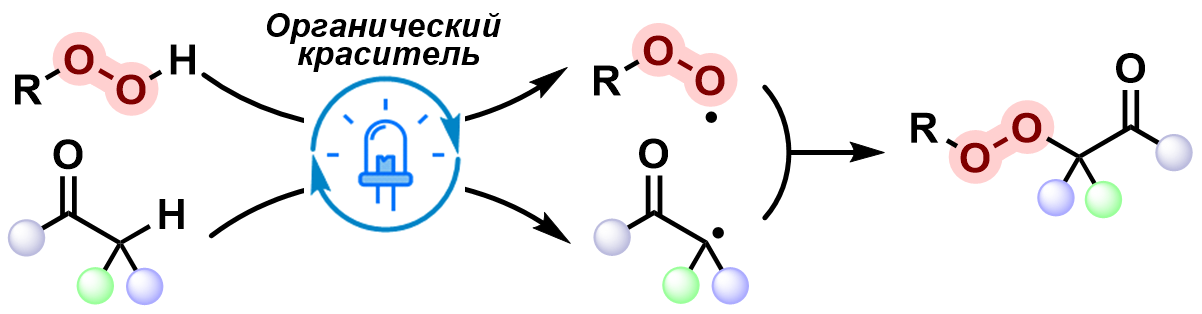 Органический
краситель
R O O H
R O O •
O
O
H
O
•
R O O